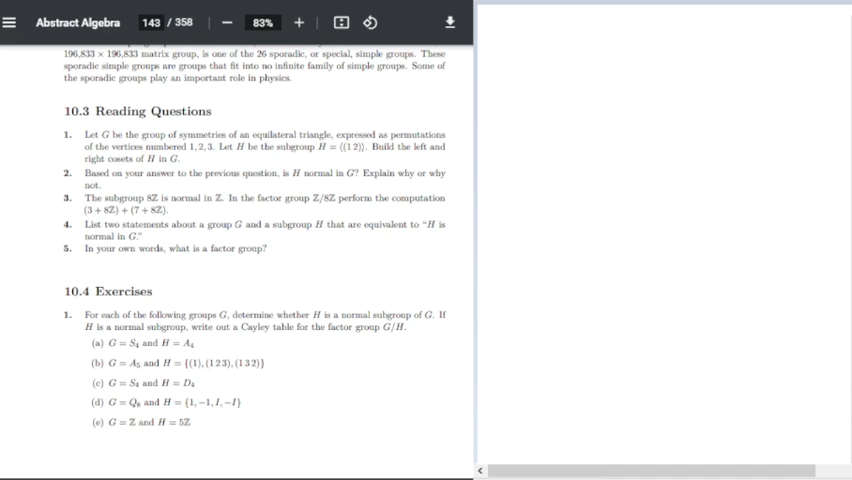 Abstract Algebra 143 / 358 − 83% +
196,833 × 196,833 matrix group, is one of the 26 sporadic, or special, simple groups. These
sporadic simple groups are groups that fit into no infinite family of simple groups. Some of
the sporadic groups play an important role in physics.
10.3 Reading Questions
1. Let G be the group of symmetries of an equilateral triangle, expressed as permutations
of the vertices numbered 1, 2, 3. Let H be the subgroup H = ⟨(1 2)⟩. Build the left and
right cosets of H in G.
2. Based on your answer to the previous question, is H normal in G? Explain why or why
not.
3. The subgroup 8ℤ is normal in ℤ. In the factor group ℤ/8ℤ perform the computation
(3 + 8ℤ) + (7 + 8ℤ).
4. List two statements about a group G and a subgroup H that are equivalent to “H is
normal in G.”
5. In your own words, what is a factor group?
10.4 Exercises
1. For each of the following groups G, determine whether H is a normal subgroup of G. If
H is a normal subgroup, write out a Cayley table for the factor group G/H.
(a) G = S₄ and H = A₄
(b) G = A₅ and H = {(1), (1 2 3), (1 3 2)}
(c) G = S₄ and H = D₄
(d) G = Q₈ and H = {1, −1, I, −I}
(e) G = ℤ and H = 5ℤ